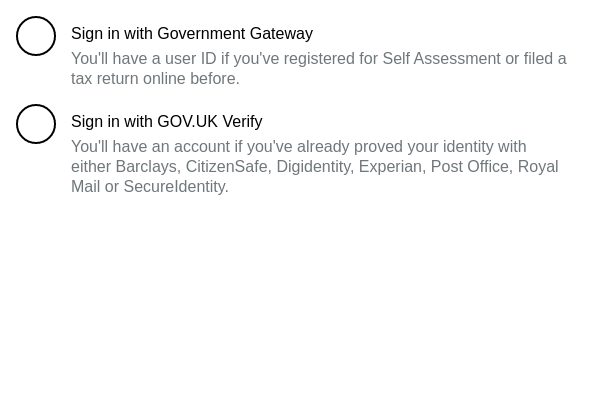 Sign in with Government Gateway
You'll have a user ID if you've registered for Self Assessment or filed a
tax return online before.
Sign in with GOV.UK Verify
You'll have an account if you've already proved your identity with
either Barclays, CitizenSafe, Digidentity, Experian, Post Office, Royal
Mail or SecureIdentity.